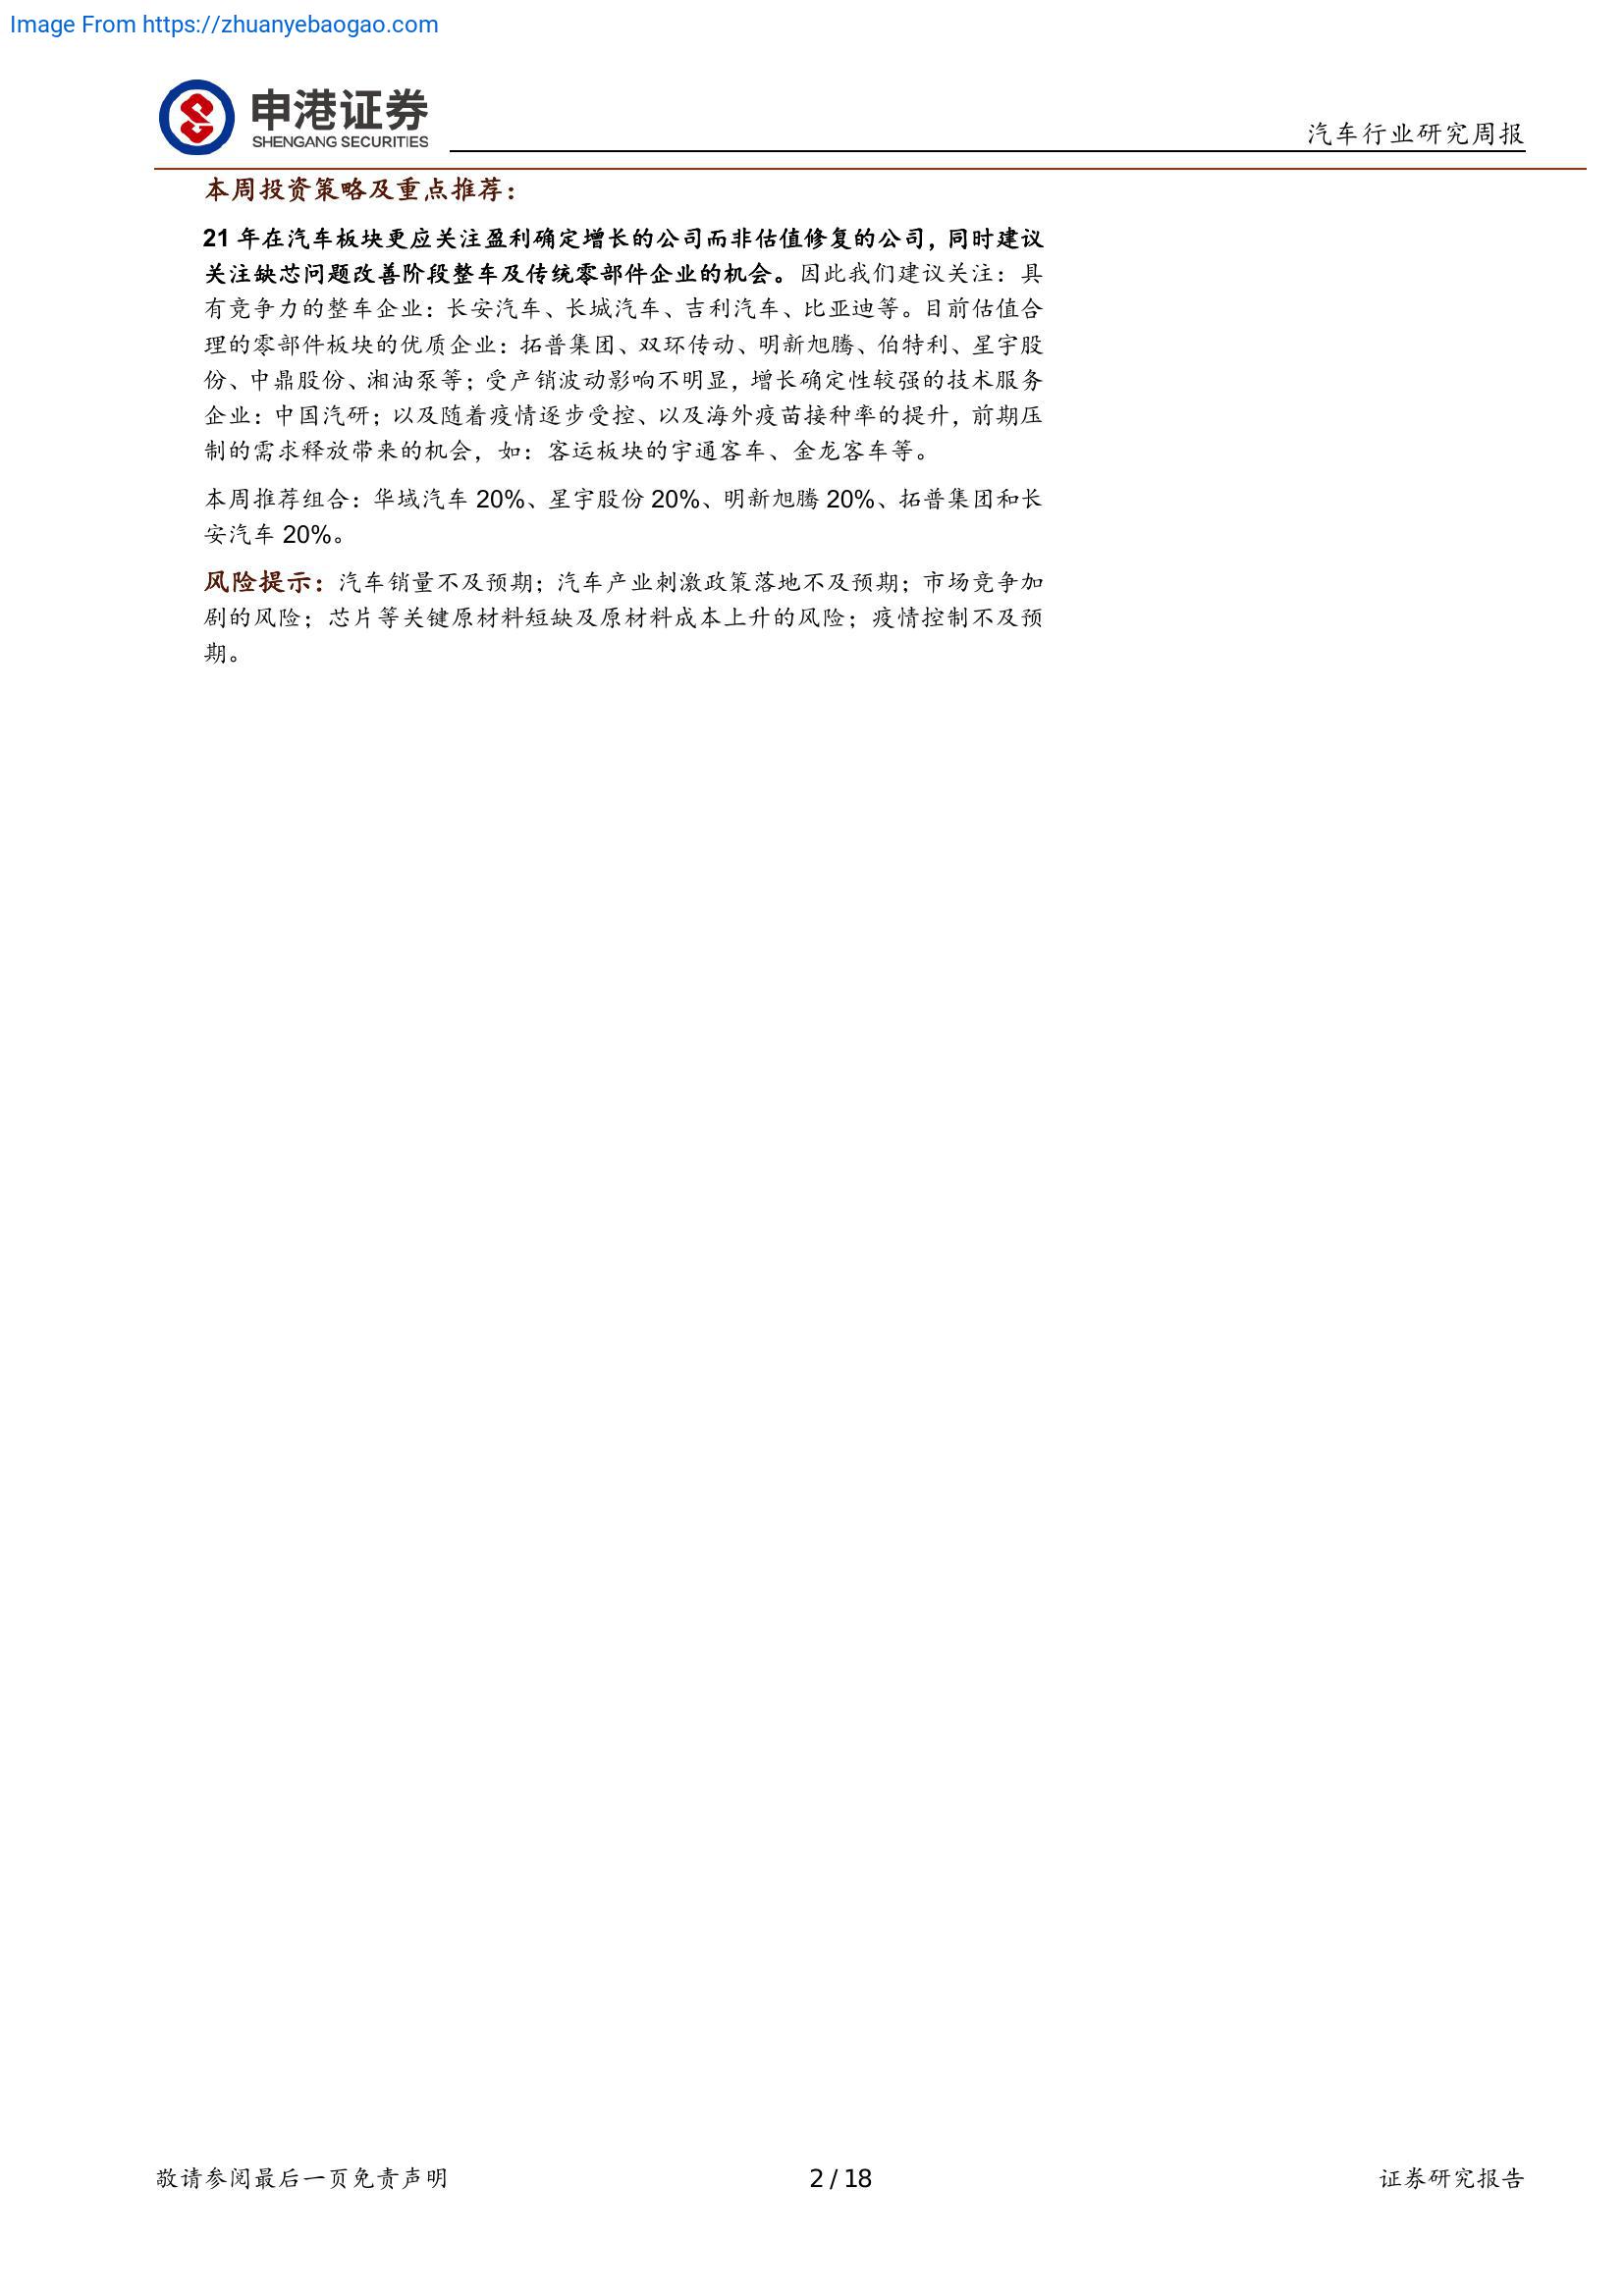 Image From https://zhuanyebaogao.com
申港证券
SHENGANG SECURITIES
汽车行业研究周报
本周投资策略及重点推荐：
21 年在汽车板块更应关注盈利确定增长的公司而非估值修复的公司，同时建议
关注缺芯问题改善阶段整车及传统零部件企业的机会。因此我们建议关注：具
有竞争力的整车企业：长安汽车、长城汽车、吉利汽车、比亚迪等。目前估值合
理的零部件板块的优质企业：拓普集团、双环传动、明新旭腾、伯特利、星宇股
份、中鼎股份、湘油泵等；受产销波动影响不明显，增长确定性较强的技术服务
企业：中国汽研；以及随着疫情逐步受控、以及海外疫苗接种率的提升，前期压
制的需求释放带来的机会，如：客运板块的宇通客车、金龙客车等。
本周推荐组合：华域汽车 20%、星宇股份 20%、明新旭腾 20%、拓普集团和长
安汽车 20%。
风险提示：汽车销量不及预期；汽车产业刺激政策落地不及预期；市场竞争加
剧的风险；芯片等关键原材料短缺及原材料成本上升的风险；疫情控制不及预
期。
敬请参阅最后一页免责声明
2 / 18
证券研究报告